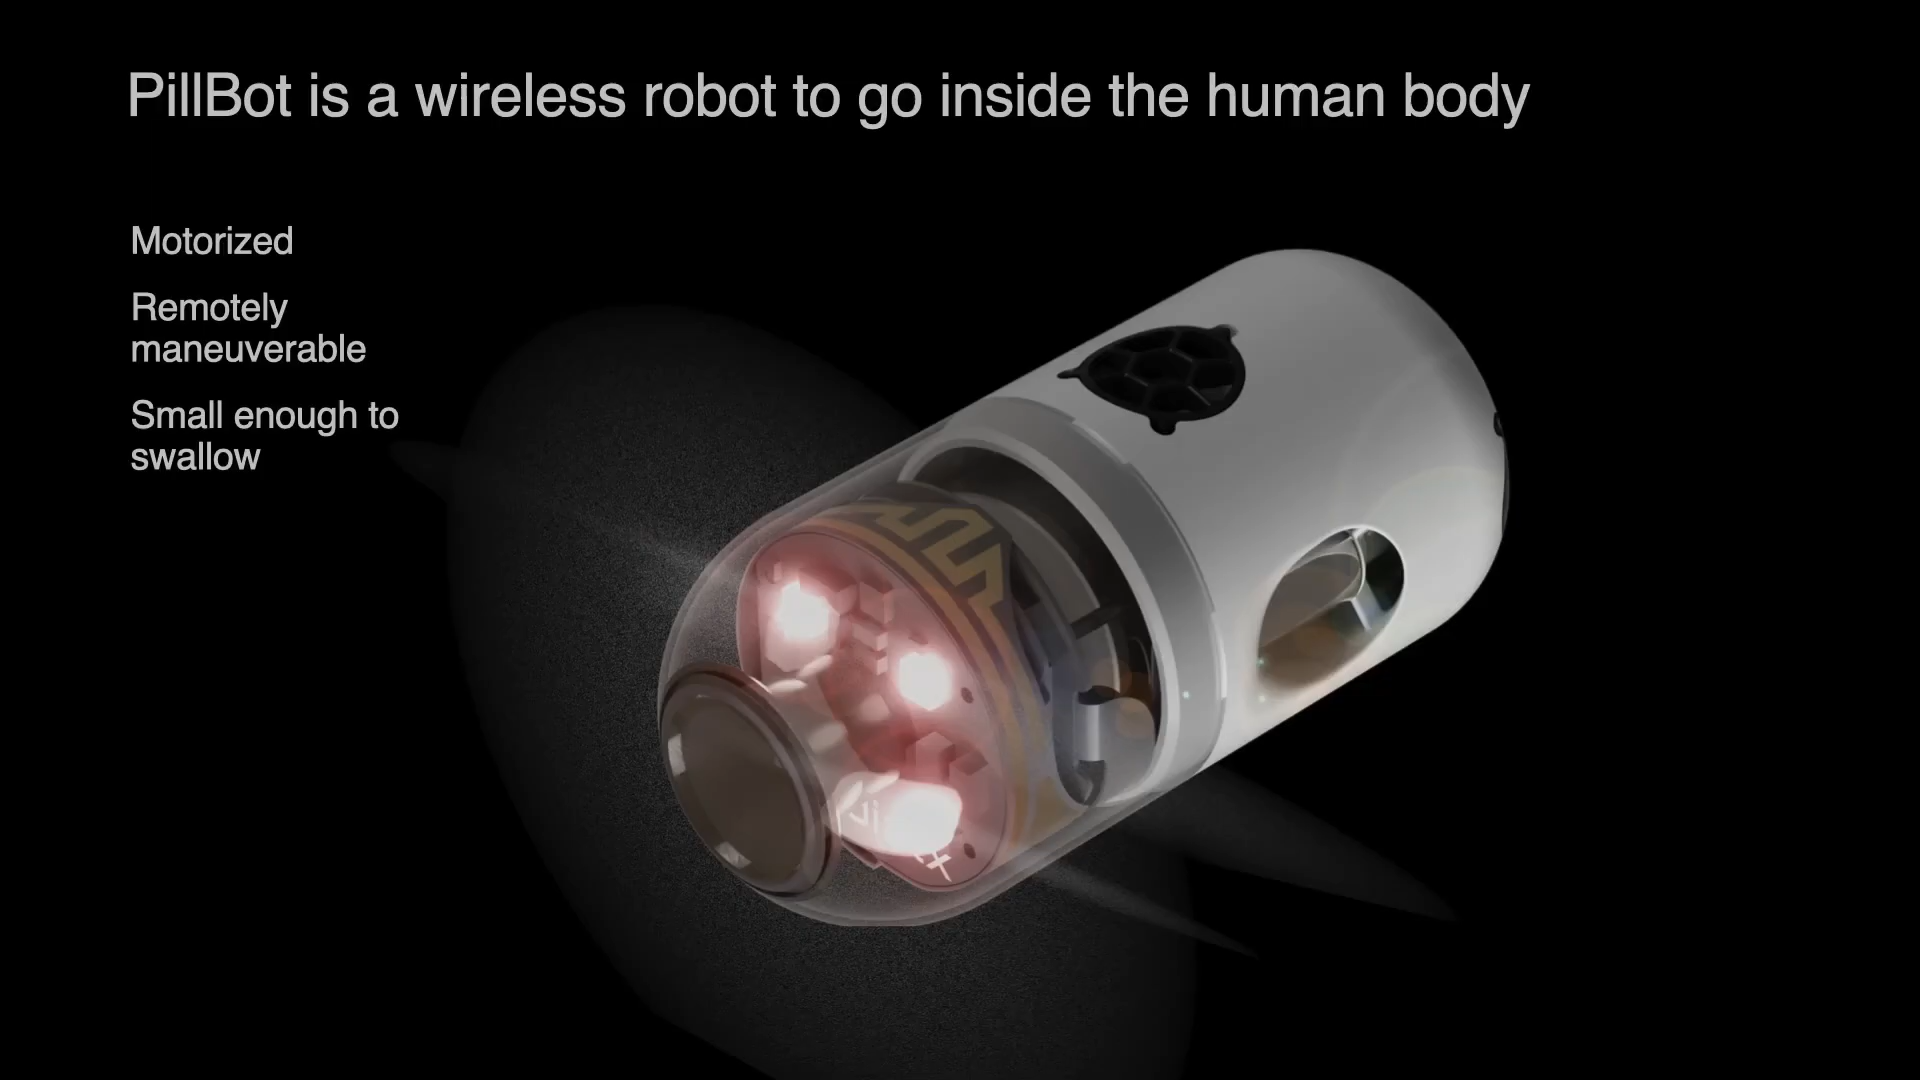 PillBot is a wireless robot to go inside the human body
Motorized
Remotely
maneuverable
Small enough to
swallow